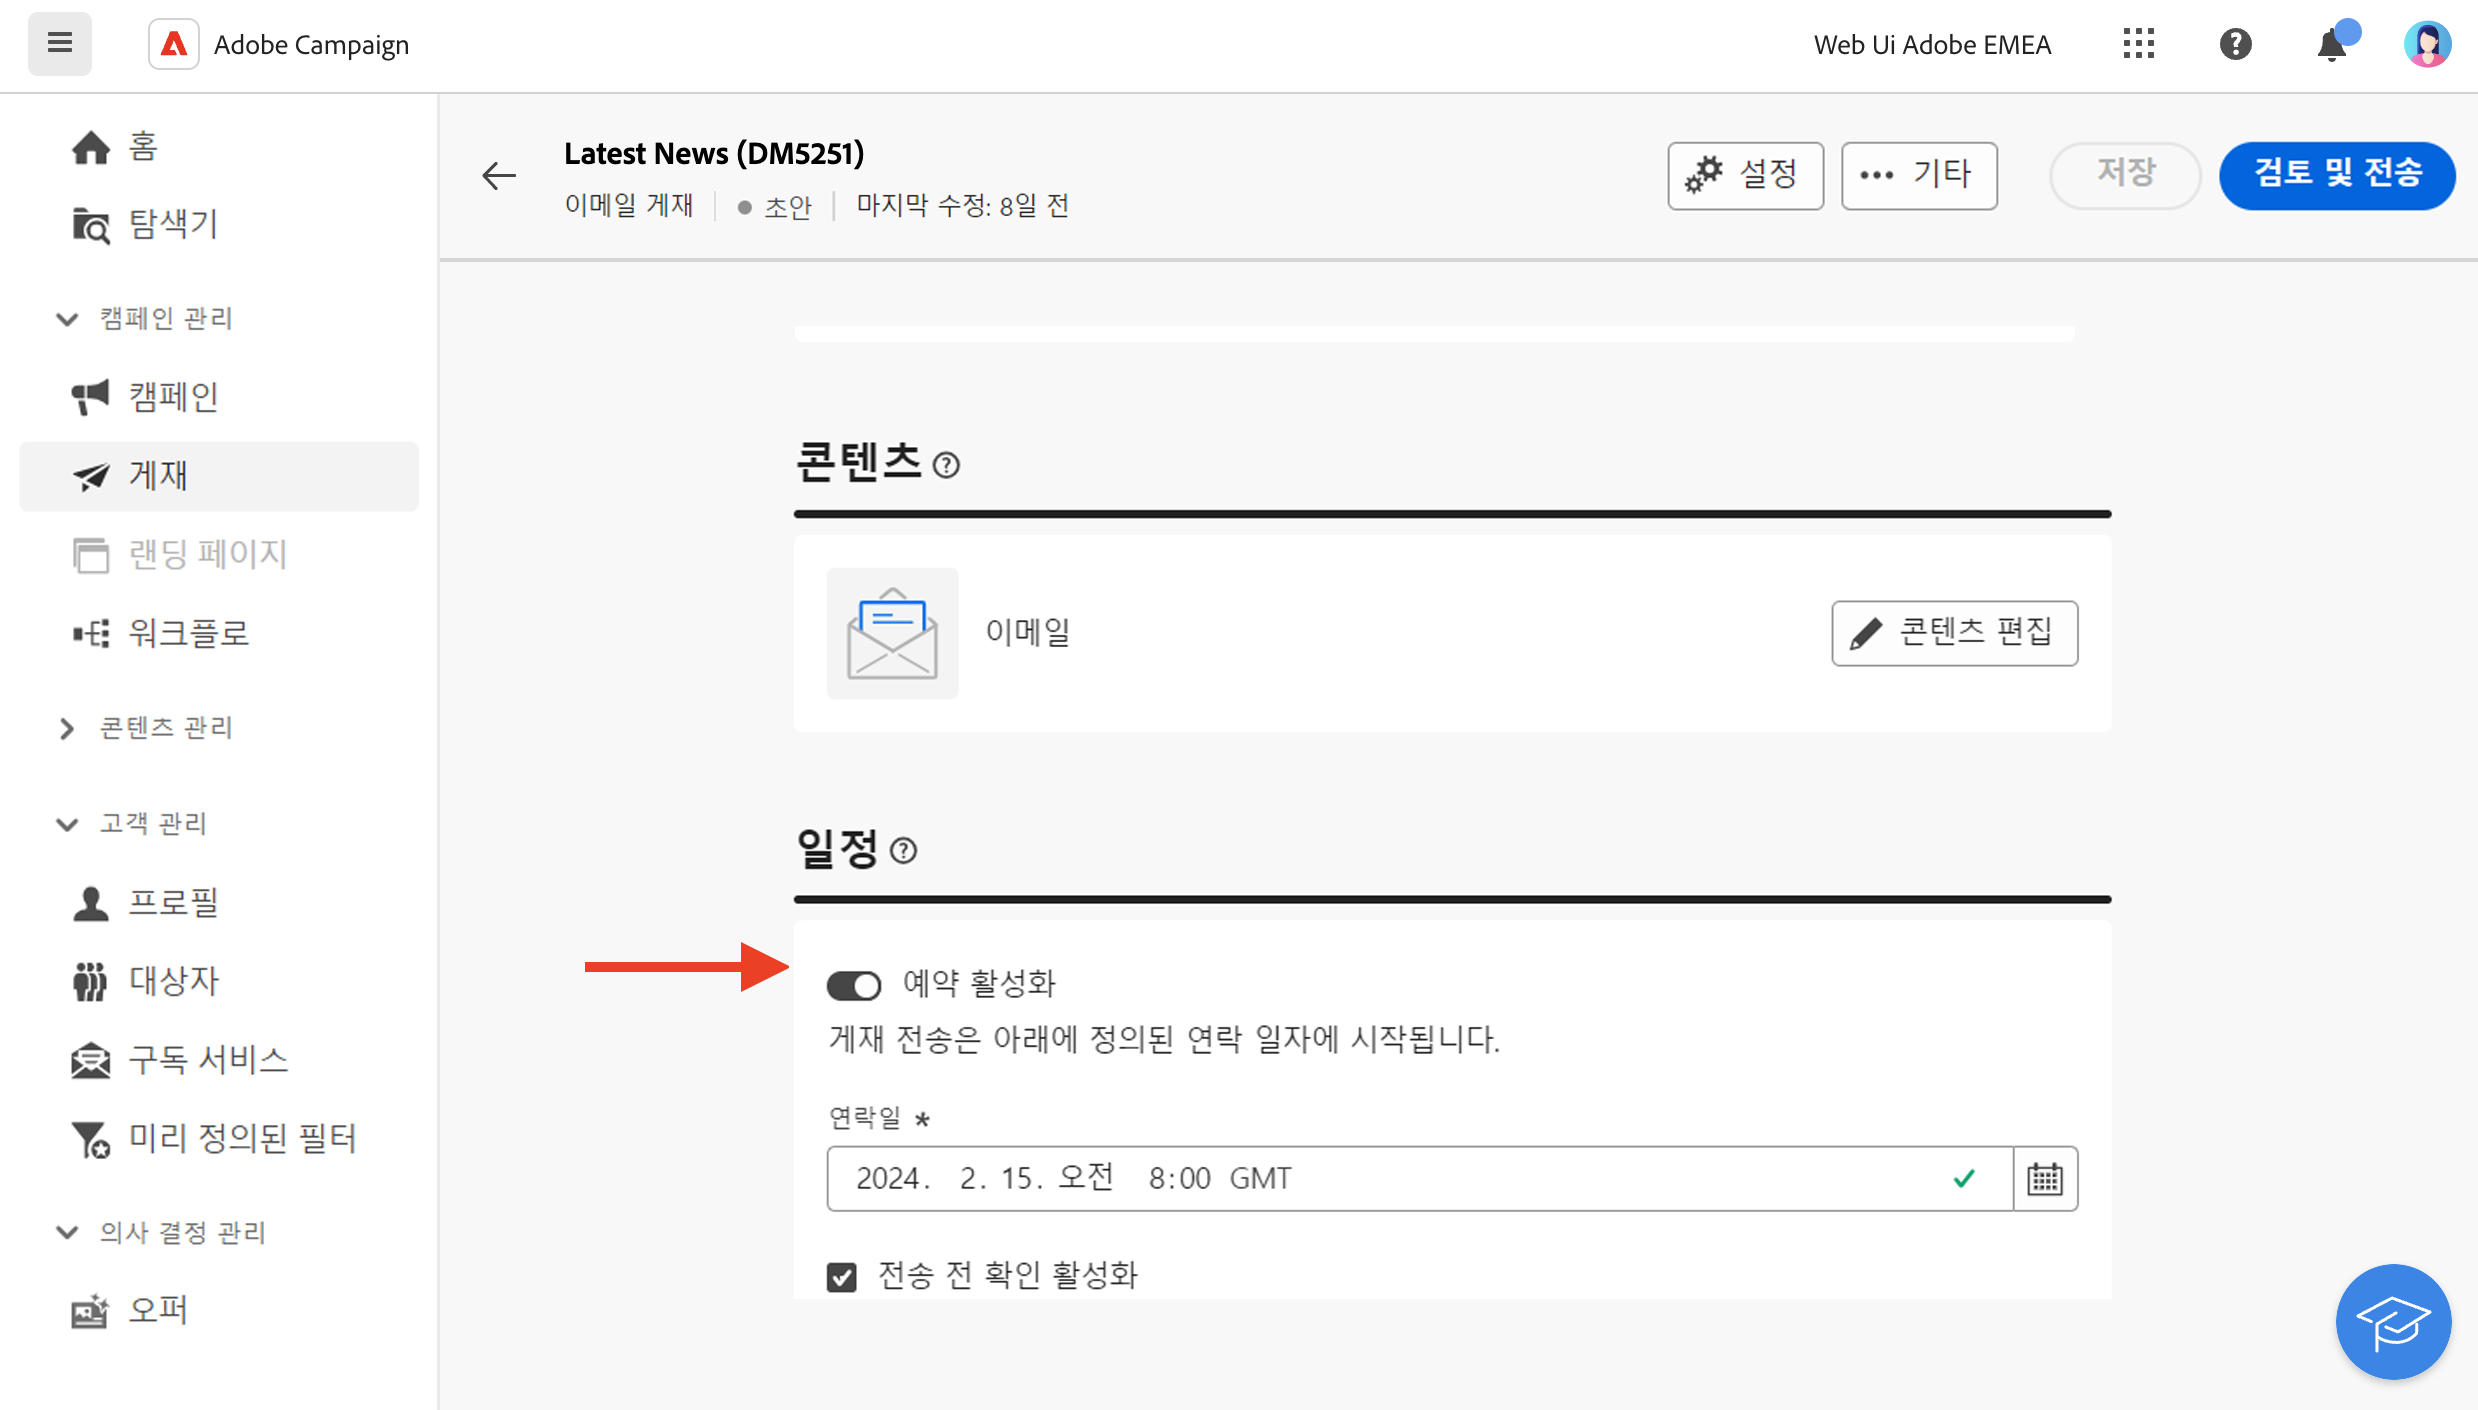 Adobe Campaign
Web Ui Adobe EMEA
홈
탐색기
캠페인 관리
캠페인
게재
랜딩 페이지
워크플로
콘텐츠 관리
고객 관리
프로필
대상자
구독 서비스
미리 정의된 필터
의사 결정 관리
오퍼
Latest News (DM5251)
이메일 게재 초안 마지막 수정: 8일 전
설정
기타
저장
검토 및 전송
콘텐츠
이메일
콘텐츠 편집
일정
예약 활성화
게재 전송은 아래에 정의된 연락 일자에 시작됩니다.
연락일 *
2024. 2. 15. 오전 8:00 GMT
전송 전 확인 활성화